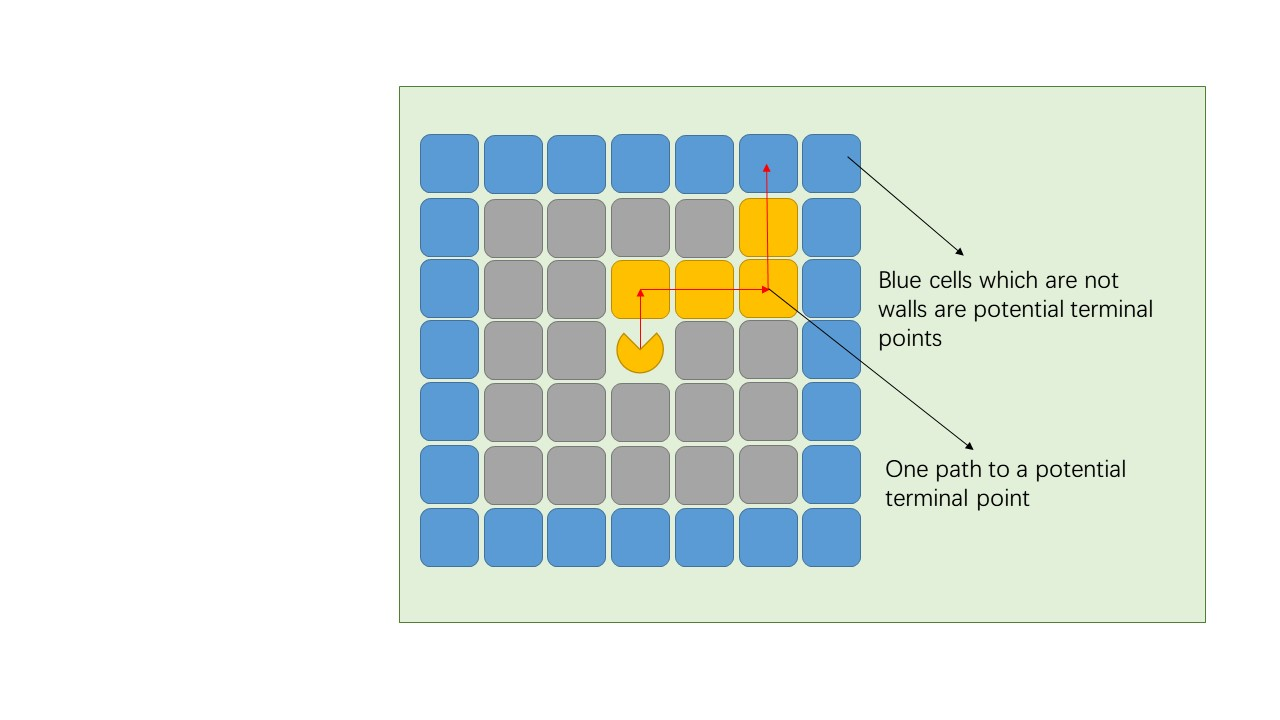 Blue cells which are not
walls are potential terminal
points
One path to a potential
terminal point